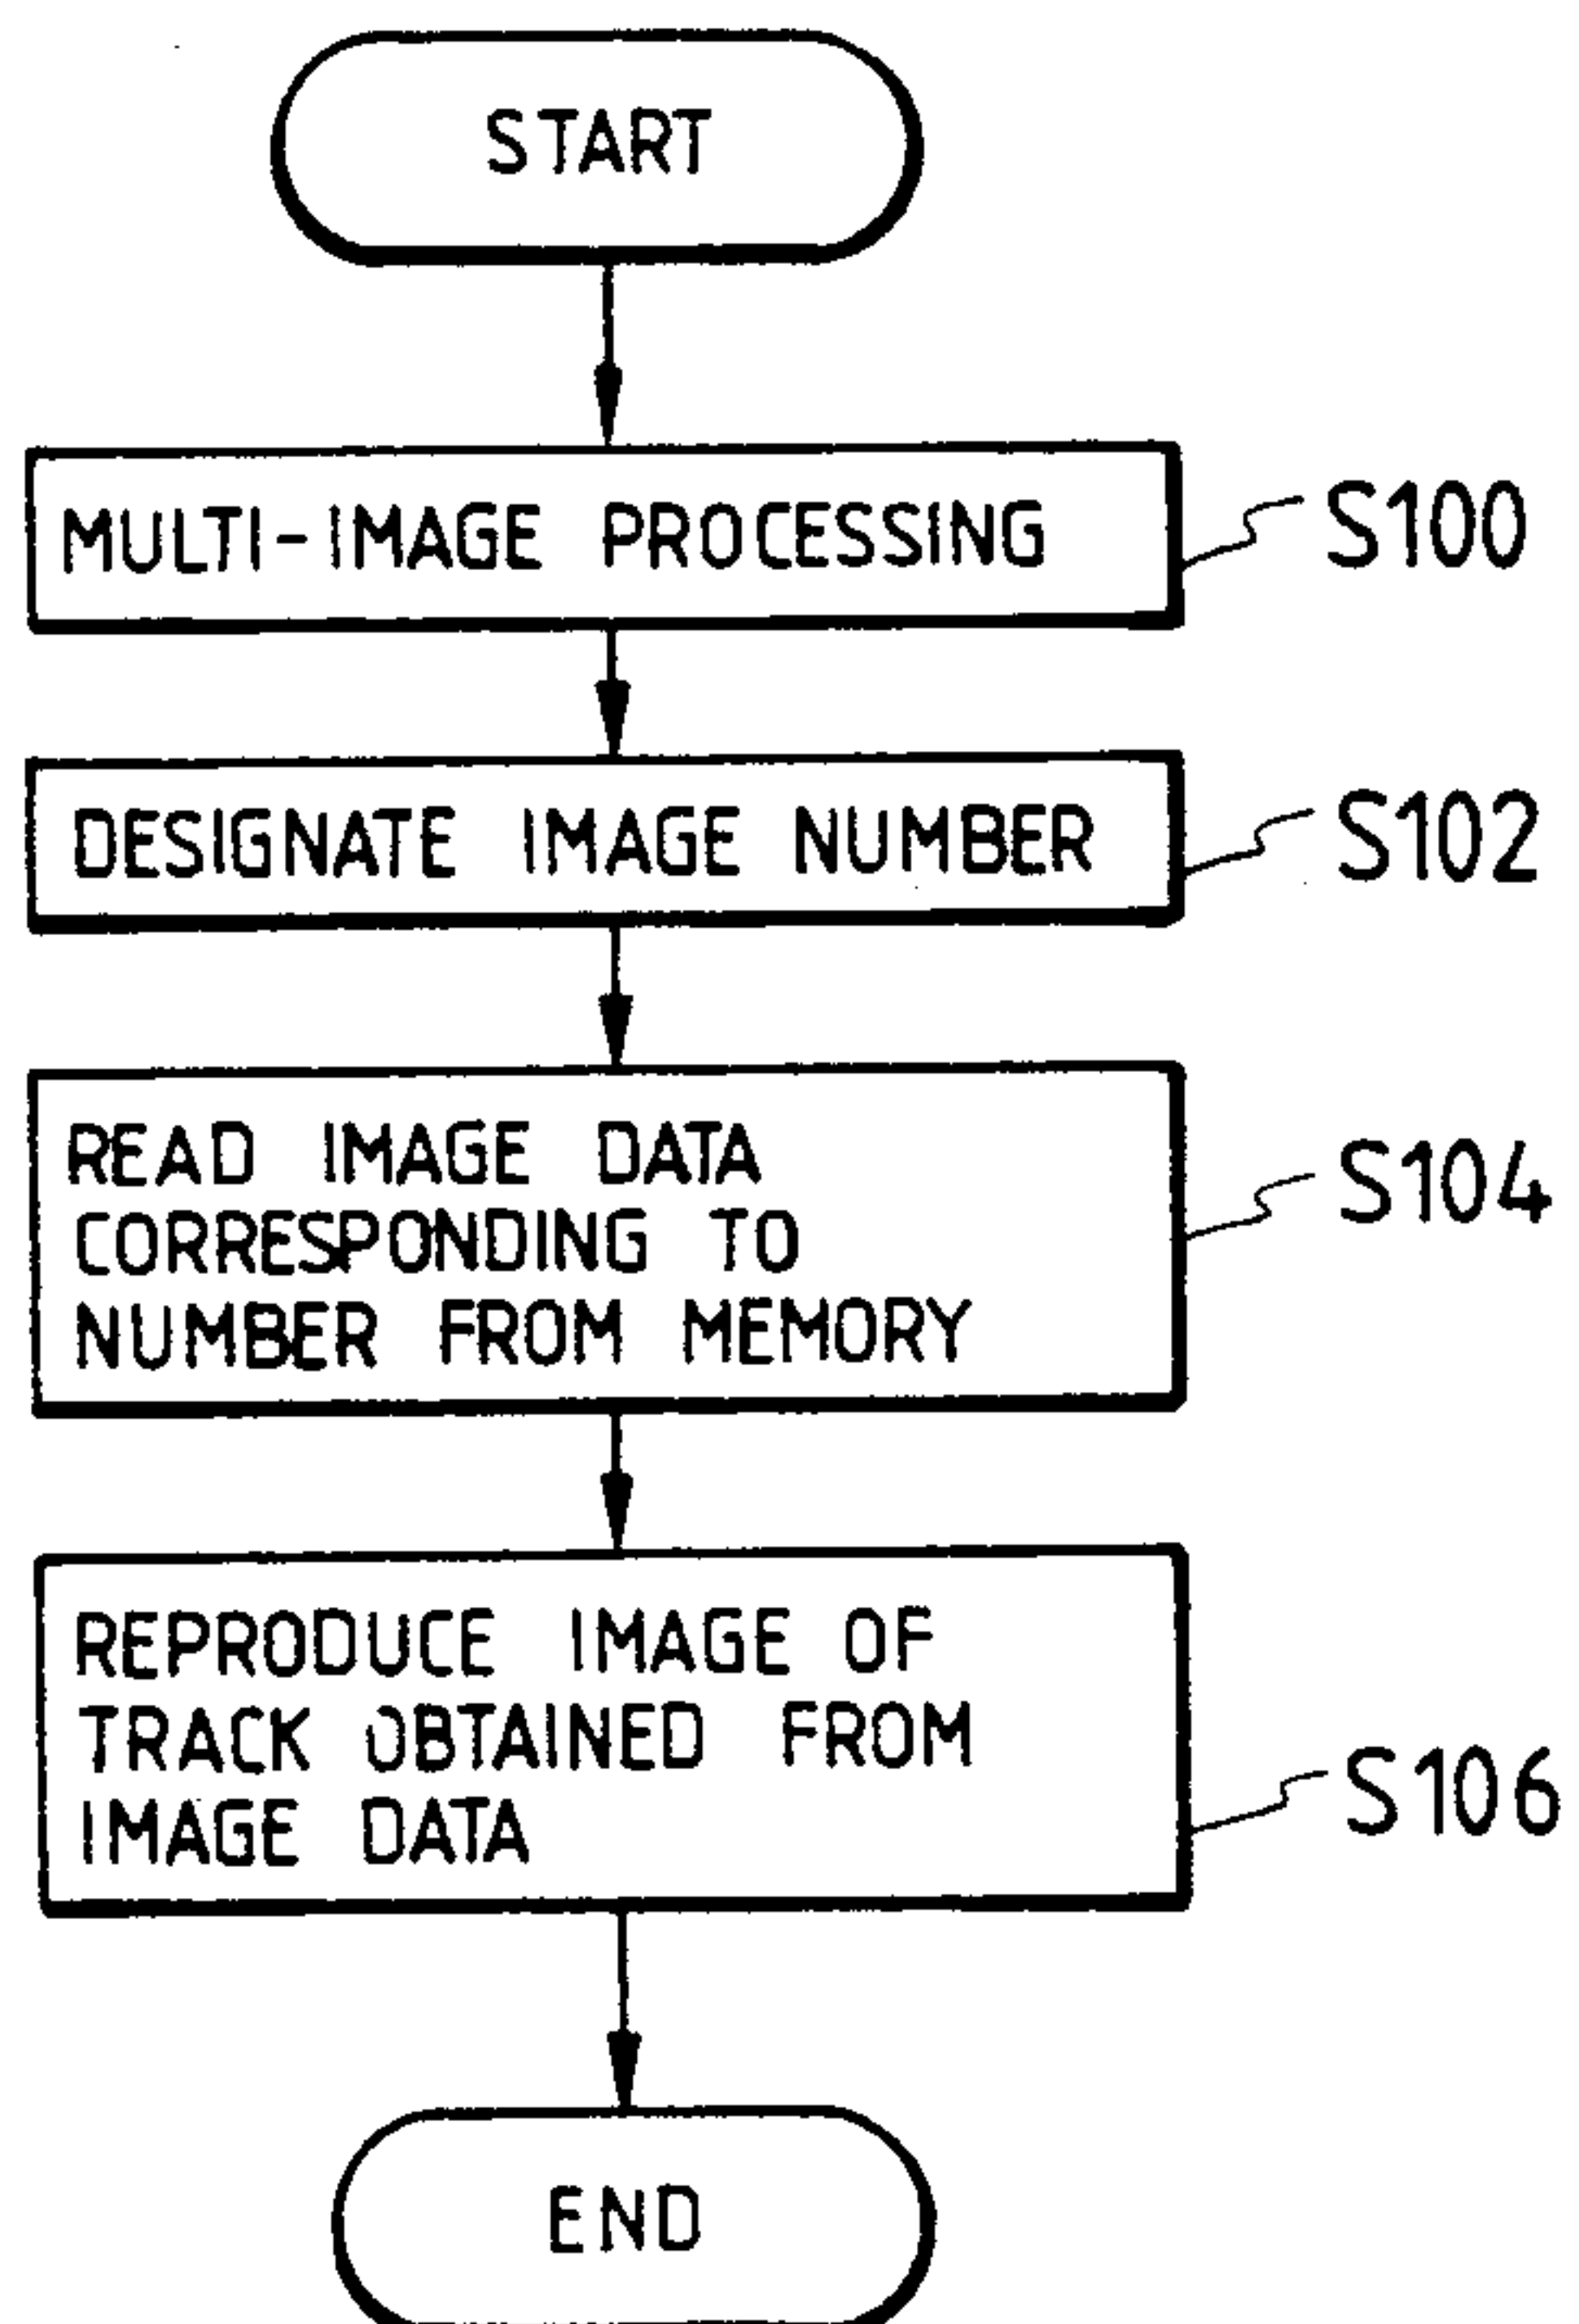 START
MULTI-IMAGE PROCESSING
S100
DESIGNATE IMAGE NUMBER
S102
READ IMAGE DATA
CORRESPONDING TO
NUMBER FROM MEMORY
S104
REPRODUCE IMAGE OF
TRACK OBTAINED FROM
IMAGE DATA
S106
END